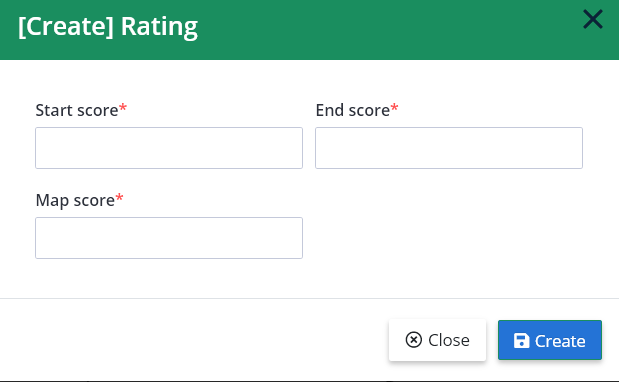 [Create] Rating
Start score*
End score*
Map score*
Close
Create